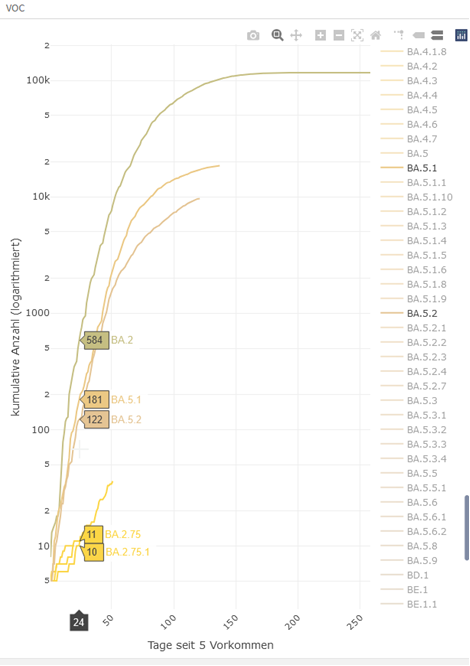 VOC
kumulative Anzahl (logarithmiert)
2
100k
5
2
10k
5
2
1000
5
2
100
5
2
10
5
584 BA.2
181 BA.5.1
122 BA.5.2
11 BA.2.75
10 BA.2.75.1
24
50
100
150
200
250
Tage seit 5 Vorkommen
BA.4.1.8
BA.4.2
BA.4.3
BA.4.4
BA.4.5
BA.4.6
BA.4.7
BA.5
BA.5.1
BA.5.1.1
BA.5.1.10
BA.5.1.2
BA.5.1.3
BA.5.1.4
BA.5.1.5
BA.5.1.6
BA.5.1.8
BA.5.1.9
BA.5.2
BA.5.2.1
BA.5.2.2
BA.5.2.3
BA.5.2.4
BA.5.2.7
BA.5.3
BA.5.3.1
BA.5.3.2
BA.5.3.3
BA.5.3.4
BA.5.5
BA.5.5.1
BA.5.6
BA.5.6.1
BA.5.6.2
BA.5.8
BA.5.9
BD.1
BE.1
BE.1.1